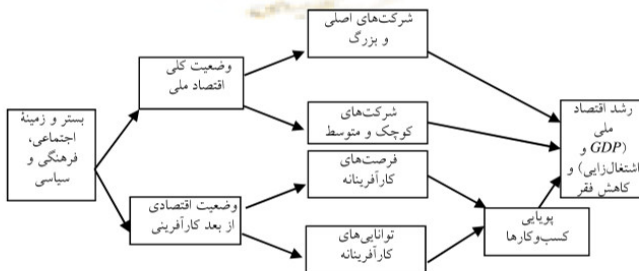 بستر و زمینۀ
اجتماعی،
فرهنگی و
سیاسی
وضعیت کلی
اقتصاد ملی
وضعیت اقتصادی
از بعد کارآفرینی
شرکت‌های اصلی
و بزرگ
شرکت‌های
کوچک و متوسط
فرصت‌های
کارآفرینانه
توانایی‌های
کارآفرینانه
پویایی
کسب‌وکارها
رشد اقتصاد
ملی
(GDP و
اشتغال‌زایی) و
کاهش فقر